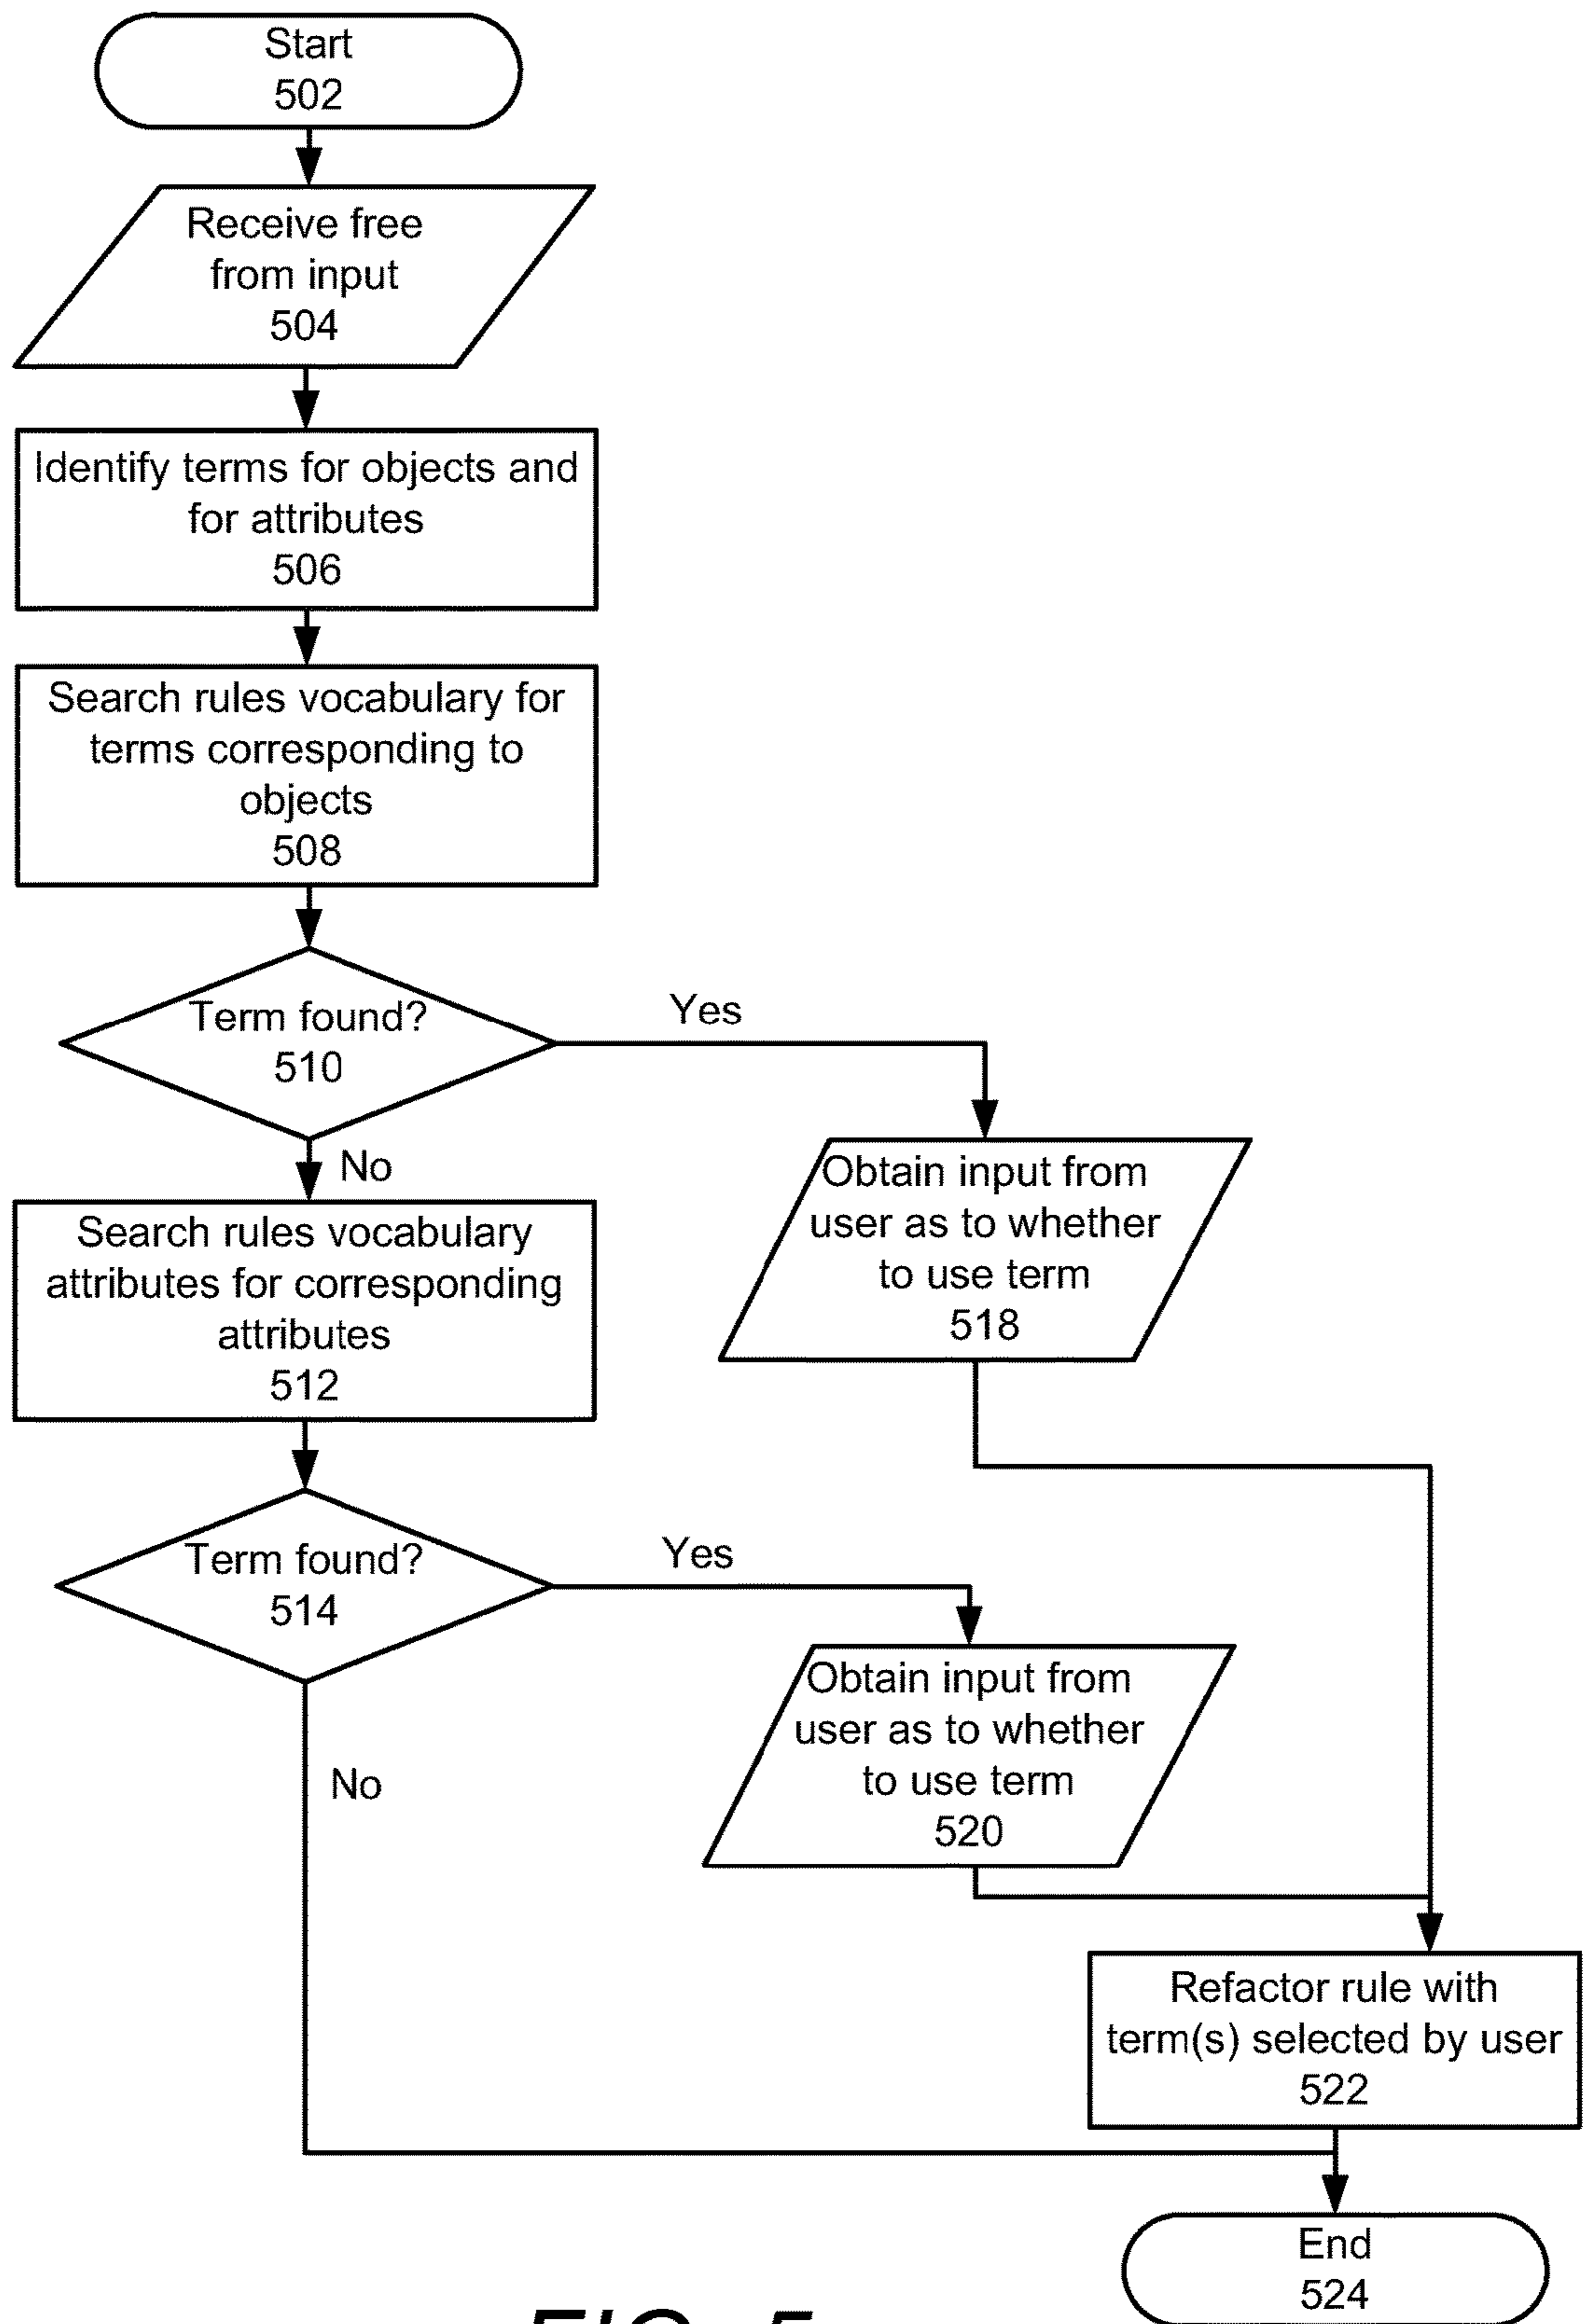 Start
502
Receive free
from input
504
Identify terms for objects and
for attributes
506
Search rules vocabulary for
terms corresponding to
objects
508
Term found?
510
Yes
No
Obtain input from
user as to whether
to use term
518
Search rules vocabulary
attributes for corresponding
attributes
512
Term found?
514
Yes
No
Obtain input from
user as to whether
to use term
520
Refactor rule with
term(s) selected by user
522
End
524